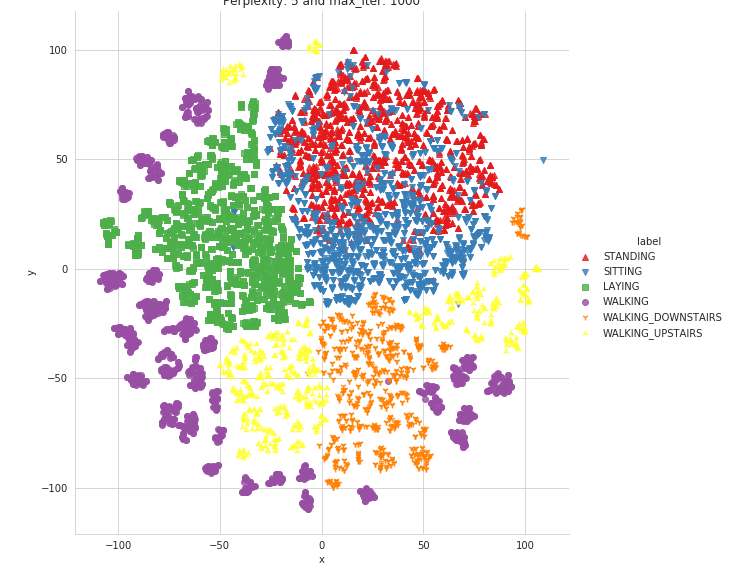 Perplexity: 5 and max_iter: 1000
100
50
0
−50
−100
y
−100
−50
0
50
100
x
label
STANDING
SITTING
LAYING
WALKING
WALKING_DOWNSTAIRS
WALKING_UPSTAIRS